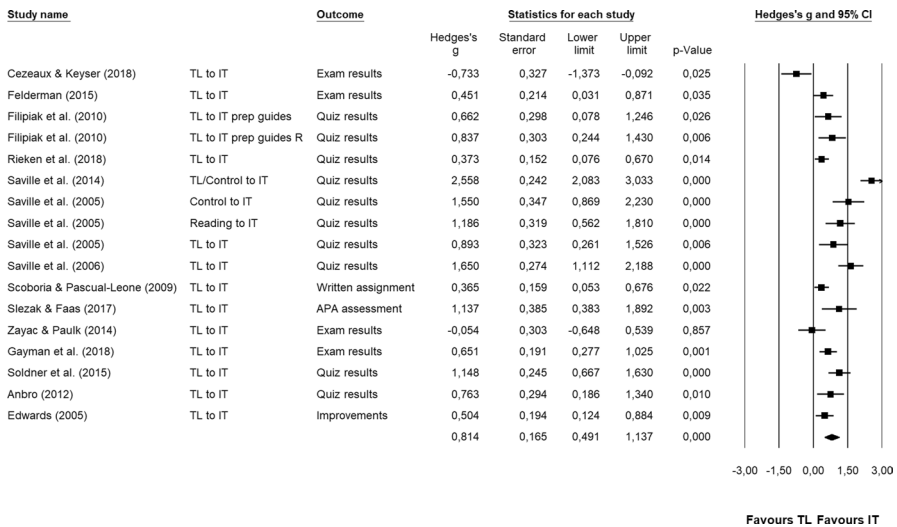 Study name Outcome Statistics for each study Hedges's g and 95% CI
Hedges's Standard Lower Upper
g error limit limit p-Value
Cezeaux & Keyser (2018) TL to IT Exam results -0,733 0,327 -1,373 -0,092 0,025
Felderman (2015) TL to IT Exam results 0,451 0,214 0,031 0,871 0,035
Filipiak et al. (2010) TL to IT prep guides Quiz results 0,662 0,298 0,078 1,246 0,026
Filipiak et al. (2010) TL to IT prep guides R Quiz results 0,837 0,303 0,244 1,430 0,006
Rieken et al. (2018) TL to IT Quiz results 0,373 0,152 0,076 0,670 0,014
Saville et al. (2014) TL/Control to IT Quiz results 2,558 0,242 2,083 3,033 0,000
Saville et al. (2005) Control to IT Quiz results 1,550 0,347 0,869 2,230 0,000
Saville et al. (2005) Reading to IT Quiz results 1,186 0,319 0,562 1,810 0,000
Saville et al. (2005) TL to IT Quiz results 0,893 0,323 0,261 1,526 0,006
Saville et al. (2006) TL to IT Quiz results 1,650 0,274 1,112 2,188 0,000
Scoboria & Pascual-Leone (2009) TL to IT Written assignment 0,365 0,159 0,053 0,676 0,022
Slezak & Faas (2017) TL to IT APA assessment 1,137 0,385 0,383 1,892 0,003
Zayac & Paulk (2014) TL to IT Exam results -0,054 0,303 -0,648 0,539 0,857
Gayman et al. (2018) TL to IT Exam results 0,651 0,191 0,277 1,025 0,001
Soldner et al. (2015) TL to IT Quiz results 1,148 0,245 0,667 1,630 0,000
Anbro (2012) TL to IT Quiz results 0,763 0,294 0,186 1,340 0,010
Edwards (2005) TL to IT Improvements 0,504 0,194 0,124 0,884 0,009
0,814 0,165 0,491 1,137 0,000
-3,00 -1,50 0,00 1,50 3,00
Favours TL Favours IT